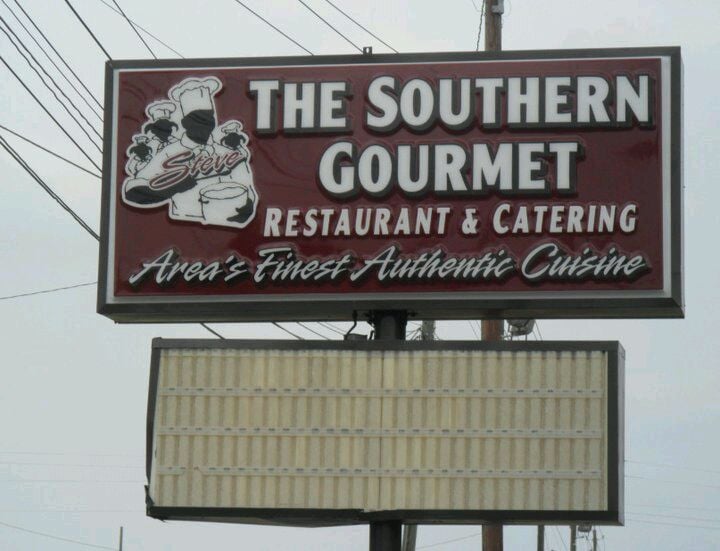 Steve
THE SOUTHERN
GOURMET
RESTAURANT & CATERING
Area's Finest Authentic Cuisine